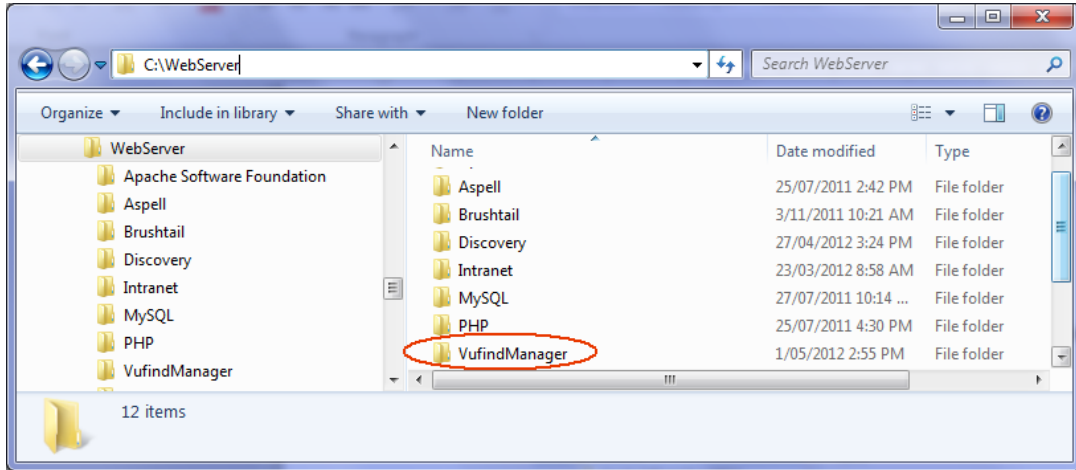 C:\WebServer
Search WebServer
Organize Include in library Share with New folder
WebServer
Apache Software Foundation
Aspell
Brushtail
Discovery
Intranet
MySQL
PHP
VufindManager
Name Date modified Type
Aspell 25/07/2011 2:42 PM File folder
Brushtail 3/11/2011 10:21 AM File folder
Discovery 27/04/2012 3:24 PM File folder
Intranet 23/03/2012 8:58 AM File folder
MySQL 27/07/2011 10:14 ... File folder
PHP 25/07/2011 4:30 PM File folder
VufindManager 1/05/2012 2:55 PM File folder
12 items